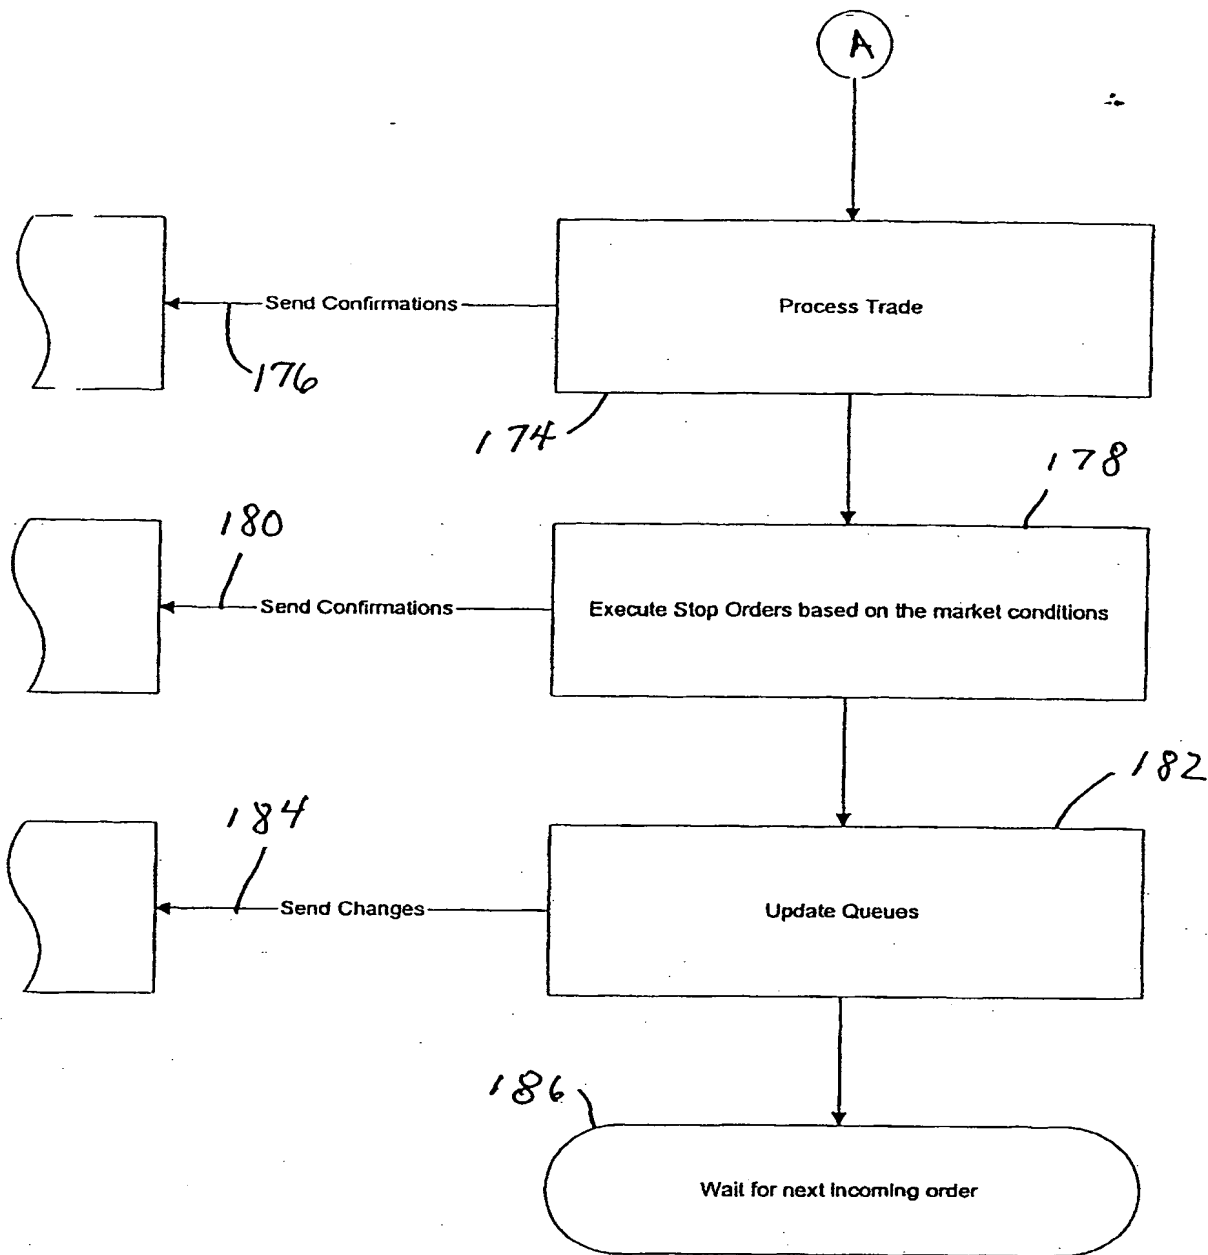 A
Send Confirmations
Process Trade
176
174
178
180
Send Confirmations
Execute Stop Orders based on the market conditions
182
184
Send Changes
Update Queues
186
Wait for next incoming order